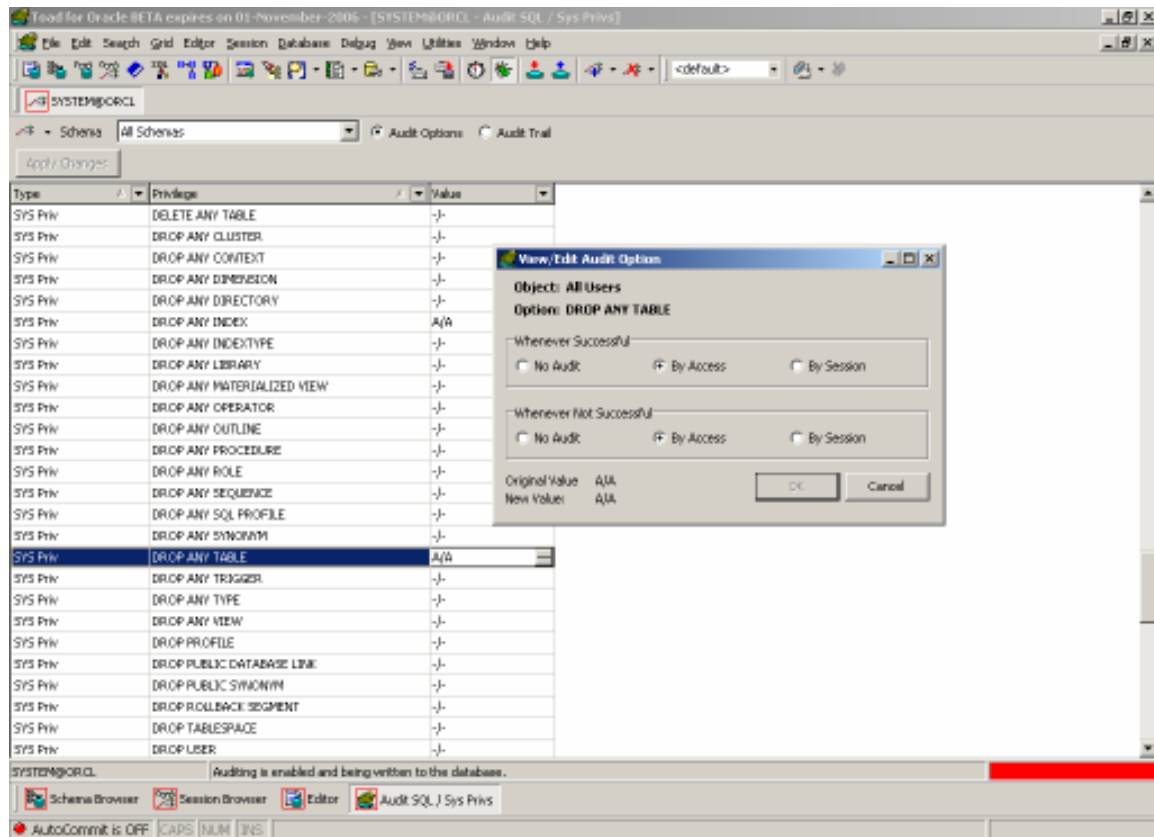 Toad for Oracle BETA expires on 01-November-2006 - [SYSTEM@ORCL - Audit SQL / Sys Privs]
File Edit Search Grid Editor Session Database Debug View Utilities Window Help
<default>
SYSTEM@ORCL
Schema All Schemas Audit Options Audit Trail
Apply Changes
Type Privilege Value
SYS Priv DELETE ANY TABLE -/-
SYS Priv DROP ANY CLUSTER -/-
SYS Priv DROP ANY CONTEXT -/-
SYS Priv DROP ANY DIMENSION -/-
SYS Priv DROP ANY DIRECTORY -/-
SYS Priv DROP ANY INDEX A/A
SYS Priv DROP ANY INDEXTYPE -/-
SYS Priv DROP ANY LIBRARY -/-
SYS Priv DROP ANY MATERIALIZED VIEW -/-
SYS Priv DROP ANY OPERATOR -/-
SYS Priv DROP ANY OUTLINE -/-
SYS Priv DROP ANY PROCEDURE -/-
SYS Priv DROP ANY ROLE -/-
SYS Priv DROP ANY SEQUENCE -/-
SYS Priv DROP ANY SQL PROFILE -/-
SYS Priv DROP ANY SYNONYM -/-
SYS Priv DROP ANY TABLE A/A
SYS Priv DROP ANY TRIGGER -/-
SYS Priv DROP ANY TYPE -/-
SYS Priv DROP ANY VIEW -/-
SYS Priv DROP PROFILE -/-
SYS Priv DROP PUBLIC DATABASE LINK -/-
SYS Priv DROP PUBLIC SYNONYM -/-
SYS Priv DROP ROLLBACK SEGMENT -/-
SYS Priv DROP TABLESPACE -/-
SYS Priv DROP USER -/-
View/Edit Audit Option
Object: All Users
Option: DROP ANY TABLE
Whenever Successful
No Audit By Access By Session
Whenever Not Successful
No Audit By Access By Session
Original Value A/A
New Value: A/A
OK Cancel
SYSTEM@ORCL Auditing is enabled and being written to the database.
Schema Browser Session Browser Editor Audit SQL / Sys Privs
AutoCommit is OFF CAPS NUM INS